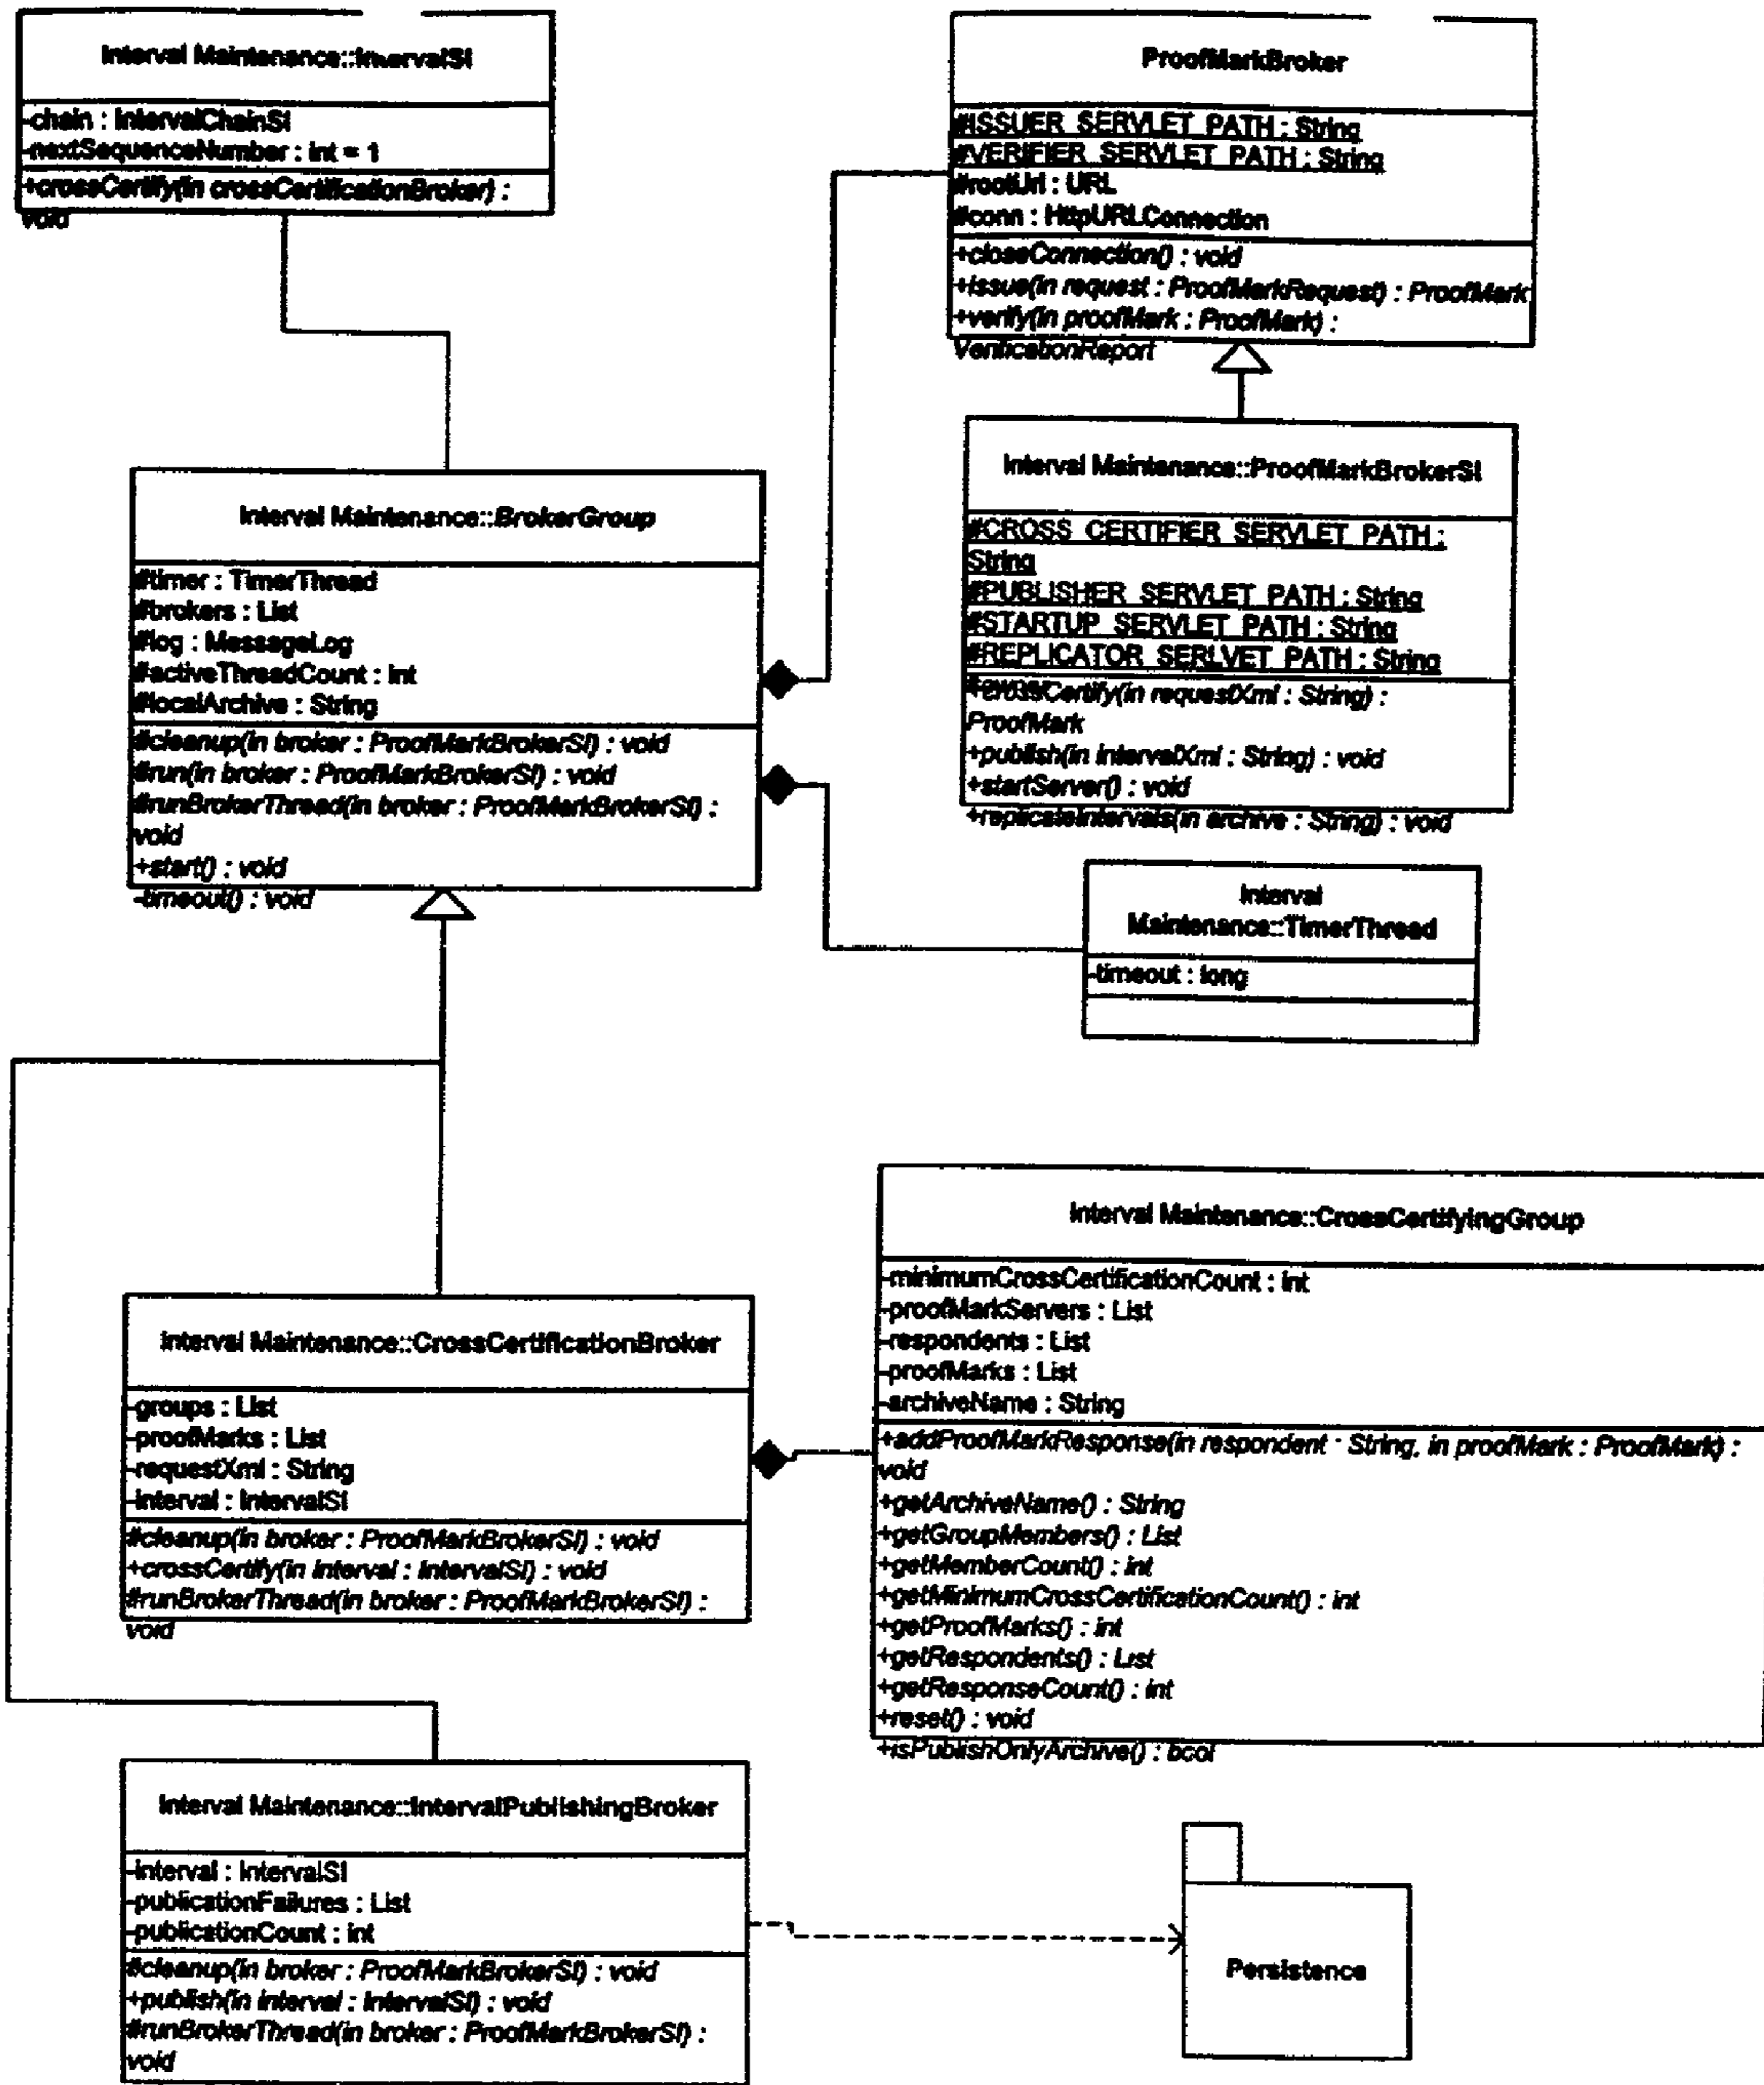 Interval Maintenance::IntervalSI
-chain : IntervalChainSI
-nextSequenceNumber : int = 1
+crossCertify(in crossCertificationBroker) :
void
ProofMarkBroker
#ISSUER_SERVLET_PATH : String
#VERIFIER_SERVLET_PATH : String
#rootUrl : URL
#conn : HttpURLConnection
+closeConnection() : void
+issue(in request : ProofMarkRequest) : ProofMark
+verify(in proofMark : ProofMark) :
VerificationReport
Interval Maintenance::ProofMarkBrokerSI
#CROSS_CERTIFIER_SERVLET_PATH :
String
#PUBLISHER_SERVLET_PATH : String
#STARTUP_SERVLET_PATH : String
#REPLICATOR_SERLVET_PATH : String
+crossCertify(in requestXml : String) :
ProofMark
+publish(in intervalXml : String) : void
+startServer() : void
+replicateIntervals(in archive : String) : void
Interval Maintenance::BrokerGroup
#timer : TimerThread
#brokers : List
#log : MessageLog
#activeThreadCount : int
#localArchive : String
#cleanup(in broker : ProofMarkBrokerSI) : void
#run(in broker : ProofMarkBrokerSI) : void
#runBrokerThread(in broker : ProofMarkBrokerSI) :
void
+start() : void
-timeout() : void
Interval
Maintenance::TimerThread
-timeout : long
Interval Maintenance::CrossCertificationBroker
-groups : List
-proofMarks : List
-requestXml : String
-interval : IntervalSI
#cleanup(in broker : ProofMarkBrokerSI) : void
+crossCertify(in interval : IntervalSI) : void
#runBrokerThread(in broker : ProofMarkBrokerSI) :
void
Interval Maintenance::CrossCertifyingGroup
-minimumCrossCertificationCount : int
-proofMarkServers : List
-respondents : List
-proofMarks : List
-archiveName : String
+addProofMarkResponse(in respondent : String, in proofMark : ProofMark) :
void
+getArchiveName() : String
+getGroupMembers() : List
+getMemberCount() : int
+getMinimumCrossCertificationCount() : int
+getProofMarks() : int
+getRespondents() : List
+getResponseCount() : int
+reset() : void
+isPublishOnlyArchive() : bool
Interval Maintenance::IntervalPublishingBroker
-interval : IntervalSI
-publicationFailures : List
-publicationCount : int
#cleanup(in broker : ProofMarkBrokerSI) : void
+publish(in interval : IntervalSI) : void
#runBrokerThread(in broker : ProofMarkBrokerSI) :
void
Persistence